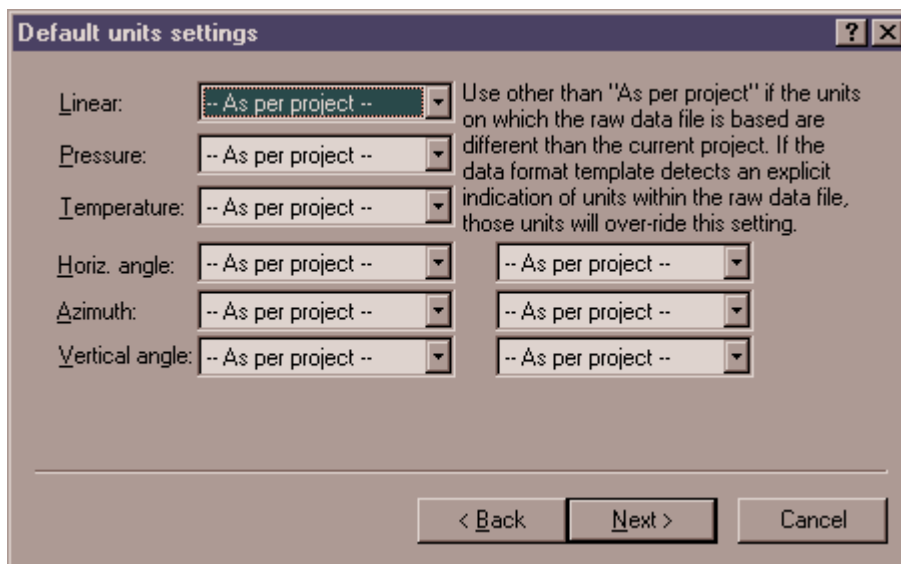 Default units settings
Linear:
-- As per project --
Use other than "As per project" if the units
on which the raw data file is based are
different than the current project. If the
data format template detects an explicit
indication of units within the raw data file,
those units will over-ride this setting.
Pressure:
-- As per project --
Temperature:
-- As per project --
Horiz. angle:
-- As per project --
-- As per project --
Azimuth:
-- As per project --
-- As per project --
Vertical angle:
-- As per project --
-- As per project --
< Back
Next >
Cancel